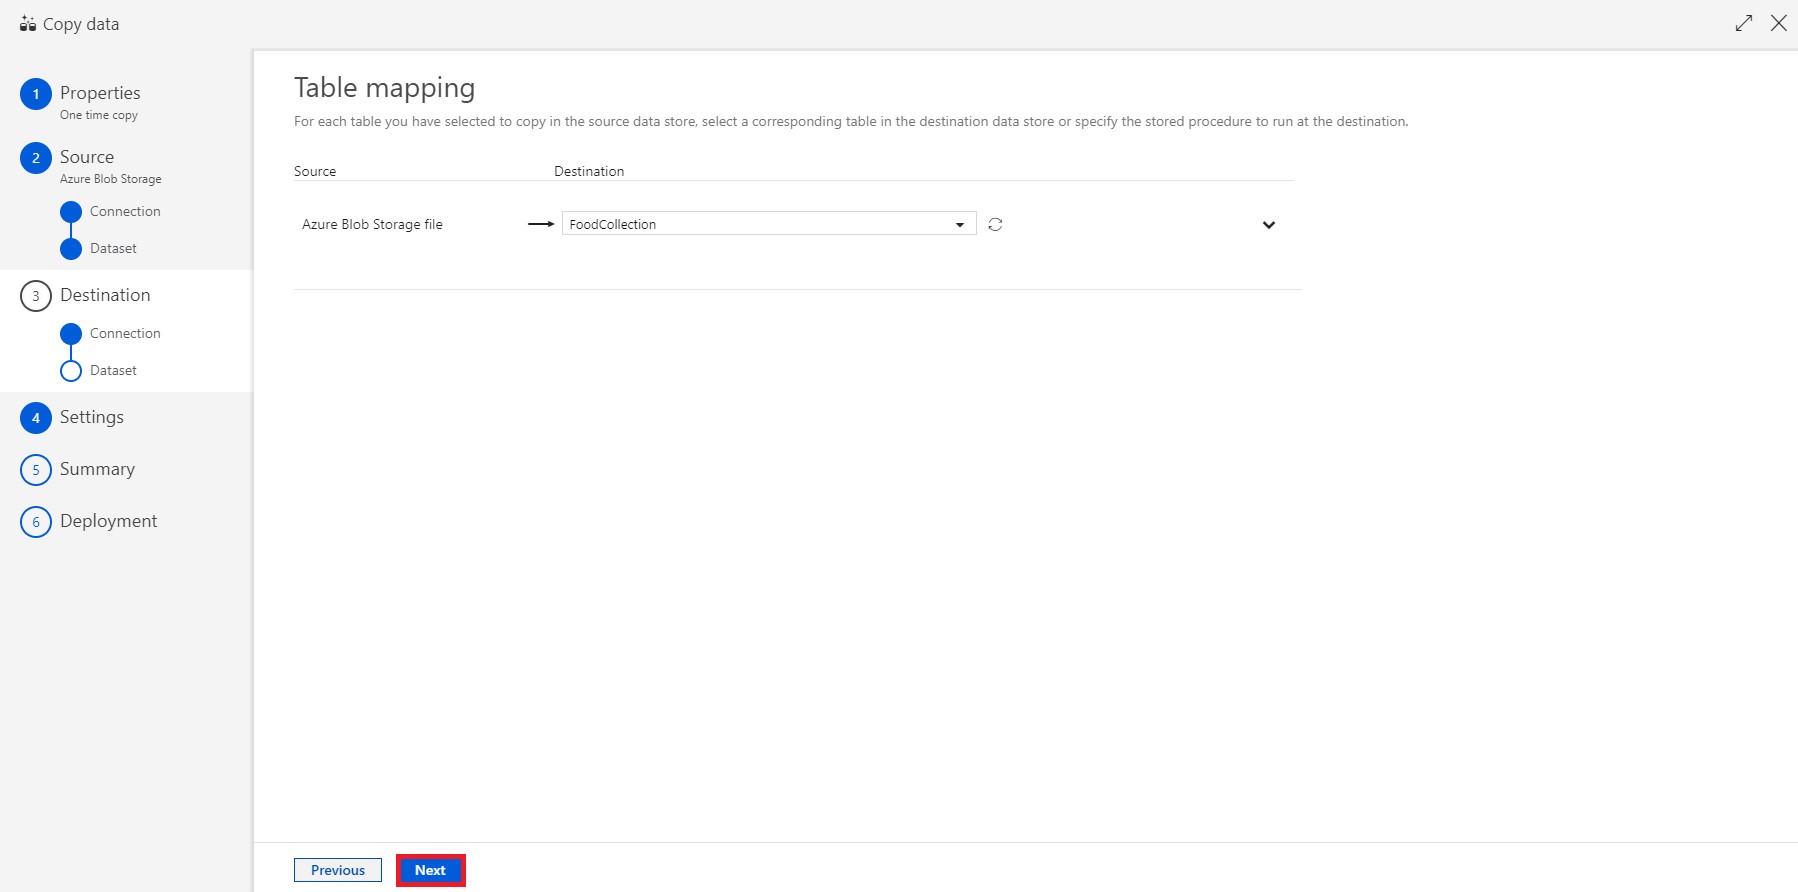 Copy data
1 Properties
One time copy
2 Source
Azure Blob Storage
Connection
Dataset
3 Destination
Connection
Dataset
4 Settings
5 Summary
6 Deployment
Table mapping
For each table you have selected to copy in the source data store, select a corresponding table in the destination data store or specify the stored procedure to run at the destination.
Source Destination
Azure Blob Storage file FoodCollection
Previous Next